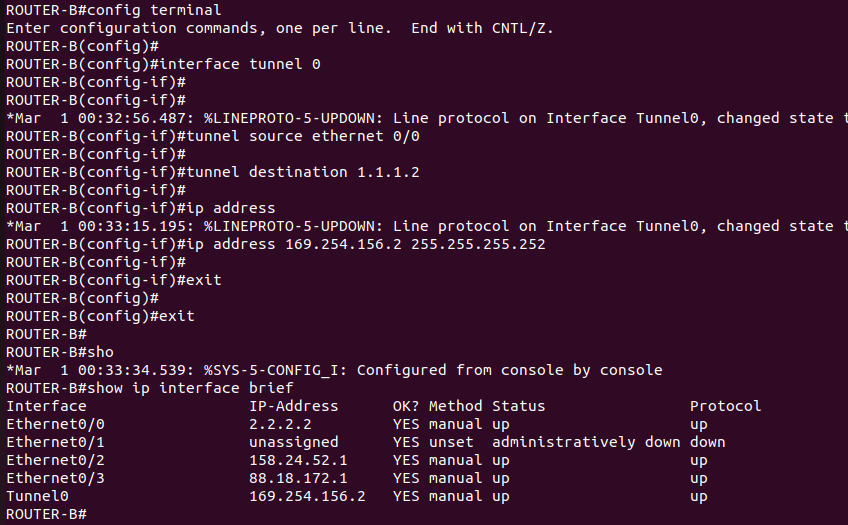 ROUTER-B#config terminal
Enter configuration commands, one per line.  End with CNTL/Z.
ROUTER-B(config)#
ROUTER-B(config)#interface tunnel 0
ROUTER-B(config-if)#
ROUTER-B(config-if)#
*Mar  1 00:32:56.487: %LINEPROTO-5-UPDOWN: Line protocol on Interface Tunnel0, changed state t
ROUTER-B(config-if)#tunnel source ethernet 0/0
ROUTER-B(config-if)#
ROUTER-B(config-if)#tunnel destination 1.1.1.2
ROUTER-B(config-if)#
ROUTER-B(config-if)#ip address
*Mar  1 00:33:15.195: %LINEPROTO-5-UPDOWN: Line protocol on Interface Tunnel0, changed state t
ROUTER-B(config-if)#ip address 169.254.156.2 255.255.255.252
ROUTER-B(config-if)#
ROUTER-B(config-if)#exit
ROUTER-B(config)#
ROUTER-B(config)#exit
ROUTER-B#
ROUTER-B#sho
*Mar  1 00:33:34.539: %SYS-5-CONFIG_I: Configured from console by console
ROUTER-B#show ip interface brief
Interface                  IP-Address      OK? Method Status                Protocol
Ethernet0/0                2.2.2.2         YES manual up                    up
Ethernet0/1                unassigned      YES unset  administratively down down
Ethernet0/2                158.24.52.1     YES manual up                    up
Ethernet0/3                88.18.172.1     YES manual up                    up
Tunnel0                    169.254.156.2   YES manual up                    up
ROUTER-B#